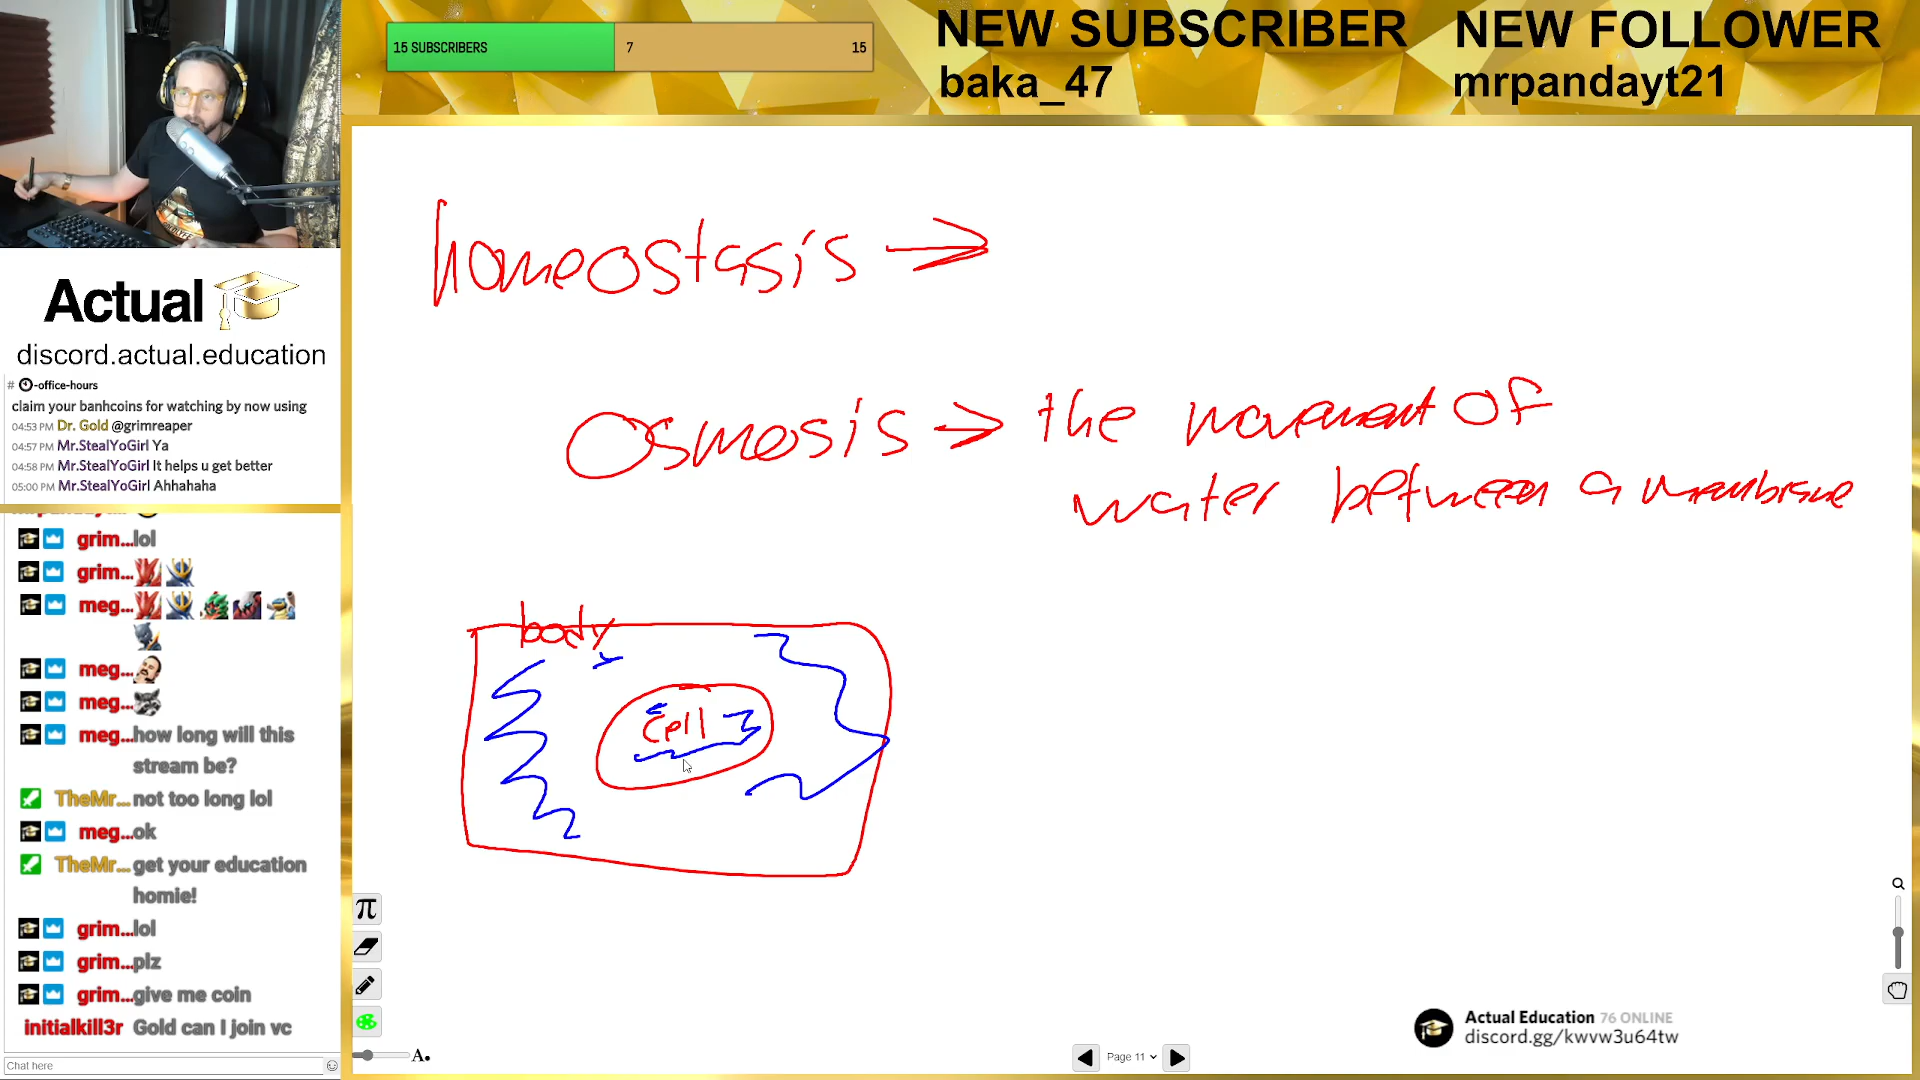 15 SUBSCRIBERS
7
15
NEW SUBSCRIBER
baka_47
NEW FOLLOWER
mrpandayt21
Actual
discord.actual.education
# -office-hours
claim your banhcoins for watching by now using
04:53 PM Dr. Gold @grimreaper
04:57 PM Mr.StealYoGirl Ya
04:58 PM Mr.StealYoGirl It helps u get better
05:00 PM Mr.StealYoGirl Ahhahaha
grim...lol
grim...
meg...
meg...
meg...
meg...how long will this
stream be?
TheMr...not too long lol
meg...ok
TheMr...get your education
homie!
grim...lol
grim...plz
grim...give me coin
initialkill3r Gold can I join vc
Chat here
homeostasis →
osmosis → the movement of
water between a membrane
body
cell
π
A.
Page 11
Actual Education 76 ONLINE
discord.gg/kwvw3u64tw